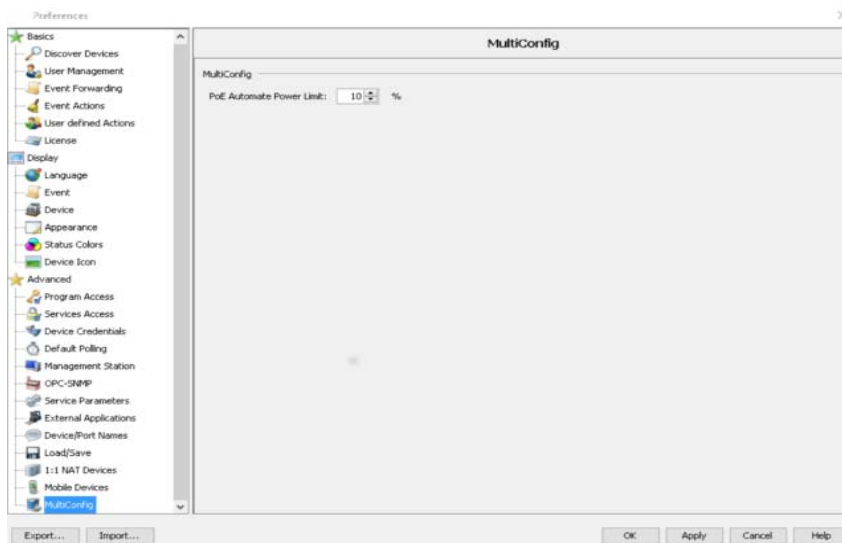 Preferences
Basics
Discover Devices
User Management
Event Forwarding
Event Actions
User defined Actions
License
Display
Language
Event
Device
Appearance
Status Colors
Device Icon
Advanced
Program Access
Services Access
Device Credentials
Default Polling
Management Station
OPC-SNMP
Service Parameters
External Applications
Device/Port Names
Load/Save
1:1 NAT Devices
Mobile Devices
MultiConfig
MultiConfig
MultiConfig
PoE Automate Power Limit: 10 %
Export... Import... OK Apply Cancel Help